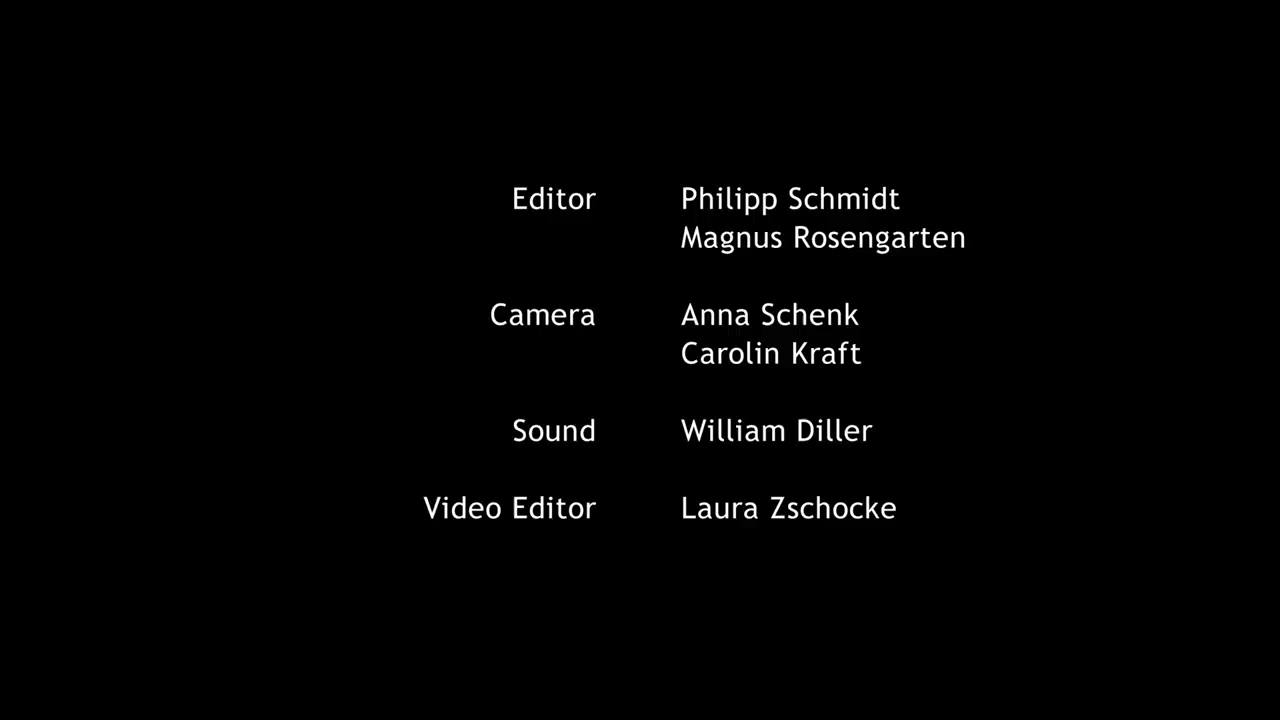 Editor Philipp Schmidt
Magnus Rosengarten
Camera Anna Schenk
Carolin Kraft
Sound William Diller
Video Editor Laura Zschocke